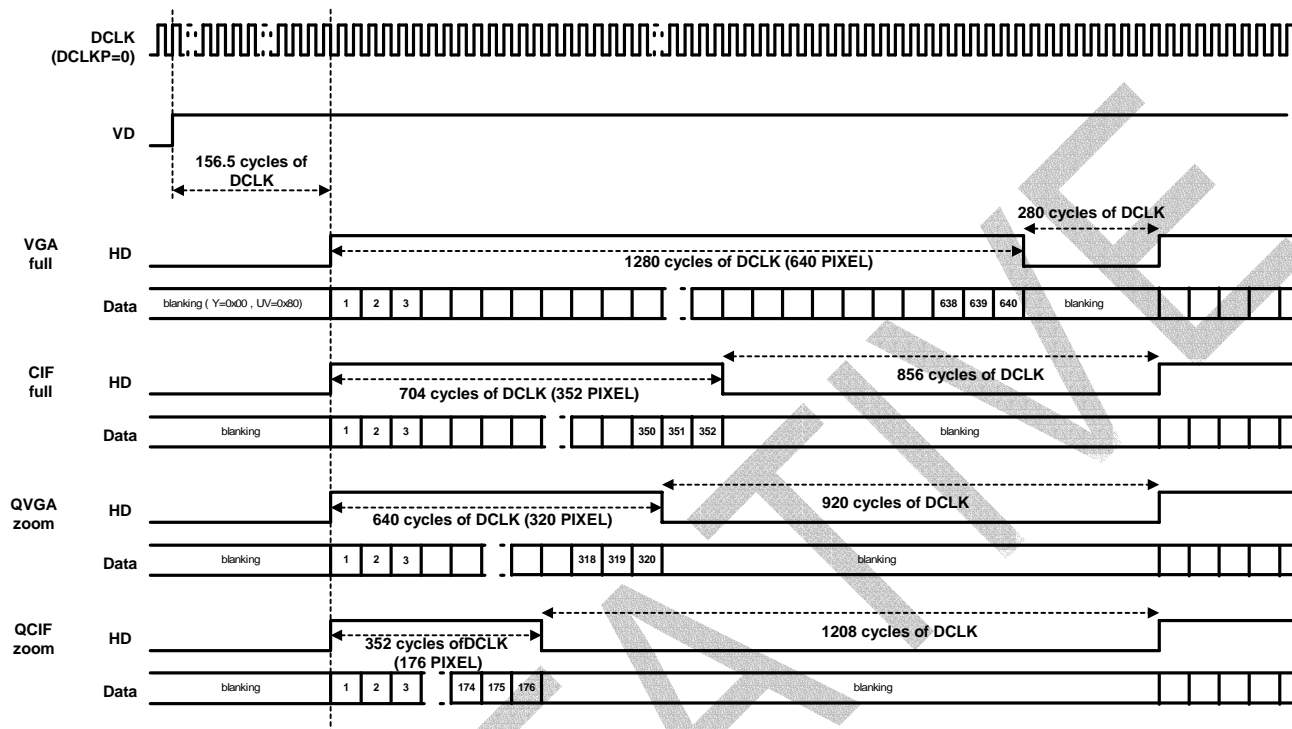 DCLK
(DCLKP=0)
VD
156.5 cycles of
DCLK
280 cycles of DCLK
VGA
full
HD
1280 cycles of DCLK (640 PIXEL)
Data
blanking ( Y=0x00 , UV=0x80)
1 2 3
638 639 640
blanking
CIF
full
HD
856 cycles of DCLK
704 cycles of DCLK (352 PIXEL)
Data
blanking
1 2 3
350 351 352
blanking
QVGA
zoom
HD
920 cycles of DCLK
640 cycles of DCLK (320 PIXEL)
Data
blanking
1 2 3
318 319 320
blanking
QCIF
zoom
HD
1208 cycles of DCLK
352 cycles ofDCLK
(176 PIXEL)
Data
blanking
1 2 3
174 175 176
blanking
ATIVE